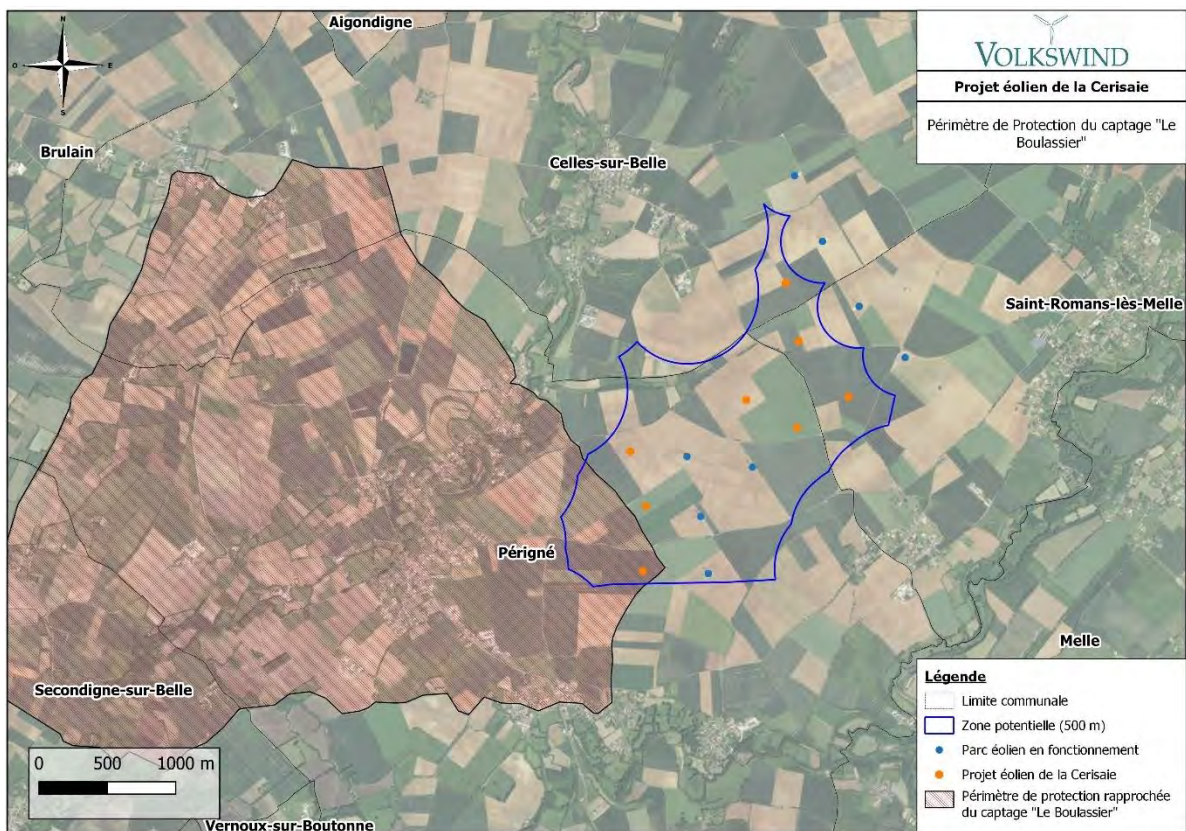 Aigondigne
N
O
E
S
VOLKSWIND
Projet éolien de la Cerisaie
Périmètre de Protection du captage "Le
Boulassier"
Brulain
Celles-sur-Belle
Saint-Romans-lès-Melle
Périgné
Melle
Secondigne-sur-Belle
Vernoux-sur-Boutonne
0 500 1000 m
Légende
Limite communale
Zone potentielle (500 m)
Parc éolien en fonctionnement
Projet éolien de la Cerisaie
Périmètre de protection rapprochée
du captage "Le Boulassier"